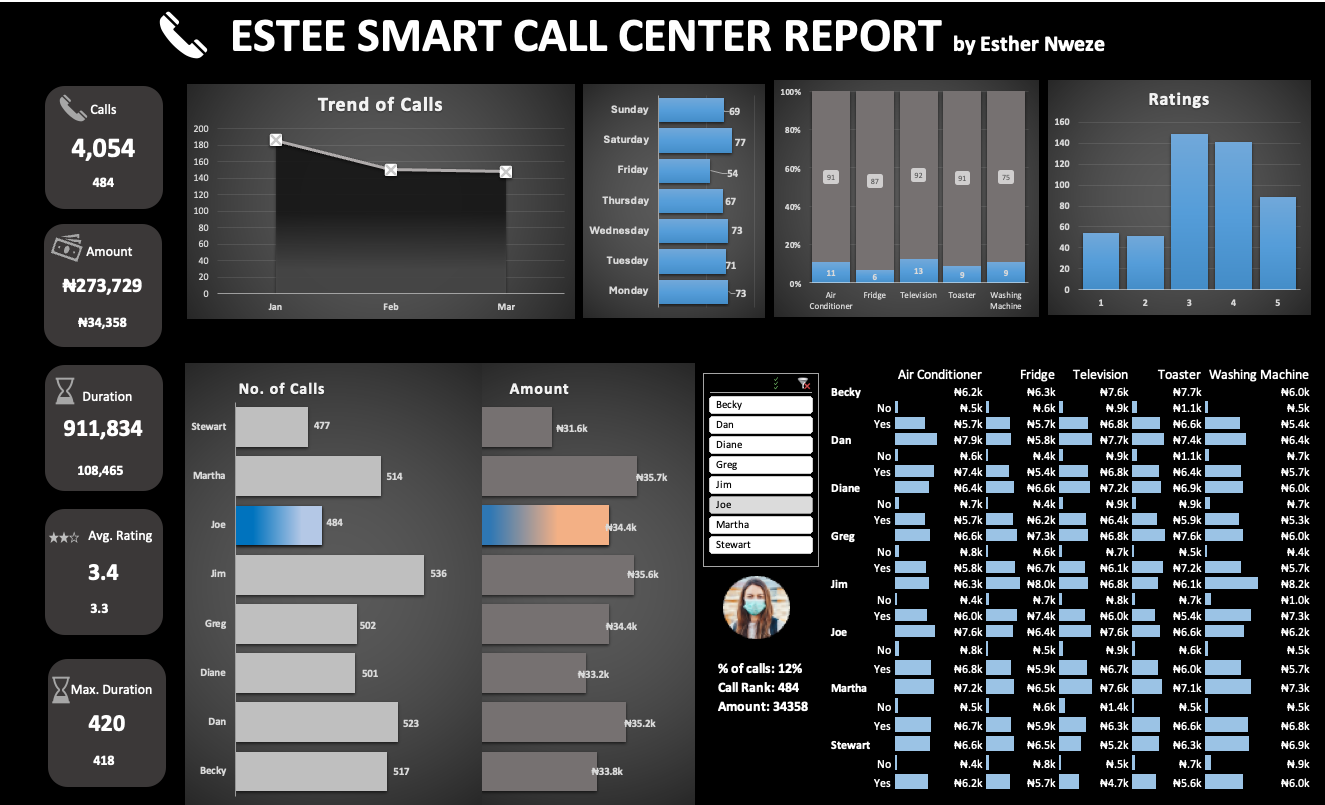 ESTEE SMART CALL CENTER REPORT by Esther Nweze
Calls
4,054
484
Amount
₦273,729
₦34,358
Duration
911,834
108,465
Avg. Rating
3.4
3.3
Max. Duration
420
418
Trend of Calls
200
180
160
140
120
100
80
60
40
20
0
Jan Feb Mar
Sunday 69
Saturday 77
Friday 54
Thursday 67
Wednesday 73
Tuesday 71
Monday 73
100%
80%
60%
40%
20%
0%
91 87 92 91 75
11 6 13 9 9
Air Conditioner Fridge Television Toaster Washing Machine
Ratings
160
140
120
100
80
60
40
20
0
1 2 3 4 5
No. of Calls Amount
Stewart 477 ₦31.6k
Martha 514 ₦35.7k
Joe 484 ₦34.4k
Jim 536 ₦35.6k
Greg 502 ₦34.4k
Diane 501 ₦33.2k
Dan 523 ₦35.2k
Becky 517 ₦33.8k
Becky
Dan
Diane
Greg
Jim
Joe
Martha
Stewart
% of calls: 12%
Call Rank: 484
Amount: 34358
Air Conditioner Fridge Television Toaster Washing Machine
Becky ₦6.2k ₦6.3k ₦7.6k ₦7.7k ₦6.0k
No ₦.5k ₦.6k ₦.9k ₦1.1k ₦.5k
Yes ₦5.7k ₦5.7k ₦6.8k ₦6.6k ₦5.4k
Dan ₦7.9k ₦5.8k ₦7.7k ₦7.4k ₦6.4k
No ₦.6k ₦.4k ₦.9k ₦1.1k ₦.7k
Yes ₦7.4k ₦5.4k ₦6.8k ₦6.4k ₦5.7k
Diane ₦6.4k ₦6.6k ₦7.2k ₦6.9k ₦6.0k
No ₦.7k ₦.4k ₦.9k ₦.9k ₦.7k
Yes ₦5.7k ₦6.2k ₦6.4k ₦5.9k ₦5.3k
Greg ₦6.6k ₦7.3k ₦6.8k ₦7.6k ₦6.0k
No ₦.8k ₦.6k ₦.7k ₦.5k ₦.4k
Yes ₦5.8k ₦6.7k ₦6.1k ₦7.2k ₦5.7k
Jim ₦6.3k ₦8.0k ₦6.8k ₦6.1k ₦8.2k
No ₦.4k ₦.7k ₦.8k ₦.7k ₦1.0k
Yes ₦6.0k ₦7.4k ₦6.0k ₦5.4k ₦7.3k
Joe ₦7.6k ₦6.4k ₦7.6k ₦6.6k ₦6.2k
No ₦.8k ₦.5k ₦.9k ₦.6k ₦.5k
Yes ₦6.8k ₦5.9k ₦6.7k ₦6.0k ₦5.7k
Martha ₦7.2k ₦6.5k ₦7.6k ₦7.1k ₦7.3k
No ₦.5k ₦.6k ₦1.4k ₦.5k ₦.5k
Yes ₦6.7k ₦5.9k ₦6.3k ₦6.6k ₦6.8k
Stewart ₦6.6k ₦6.5k ₦5.2k ₦6.3k ₦6.9k
No ₦.4k ₦.8k ₦.5k ₦.7k ₦.9k
Yes ₦6.2k ₦5.7k ₦4.7k ₦5.6k ₦6.0k